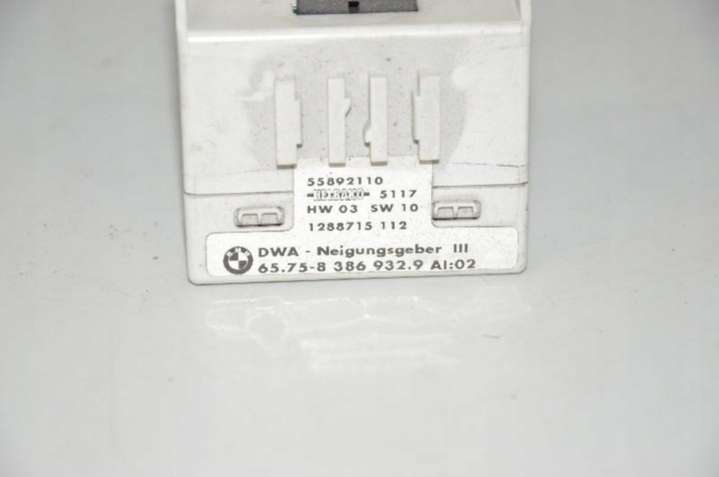 55892110
5117
HW 03 SW 10
1288715 112
DWA - Neigungsgeber III
65.75-8 386 932.9 AI:02